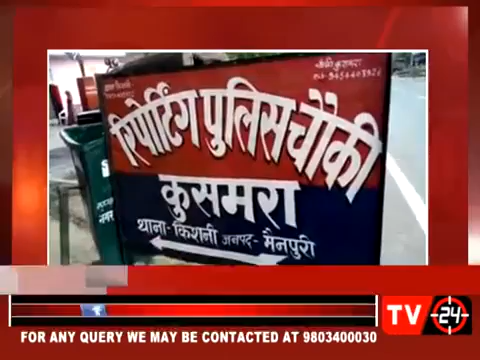 रिपोर्टिंग पुलिस चौकी
कुसमरा
थाना-किशनी जनपद-मैनपुरी
TV 24
FOR ANY QUERY WE MAY BE CONTACTED AT 9803400030